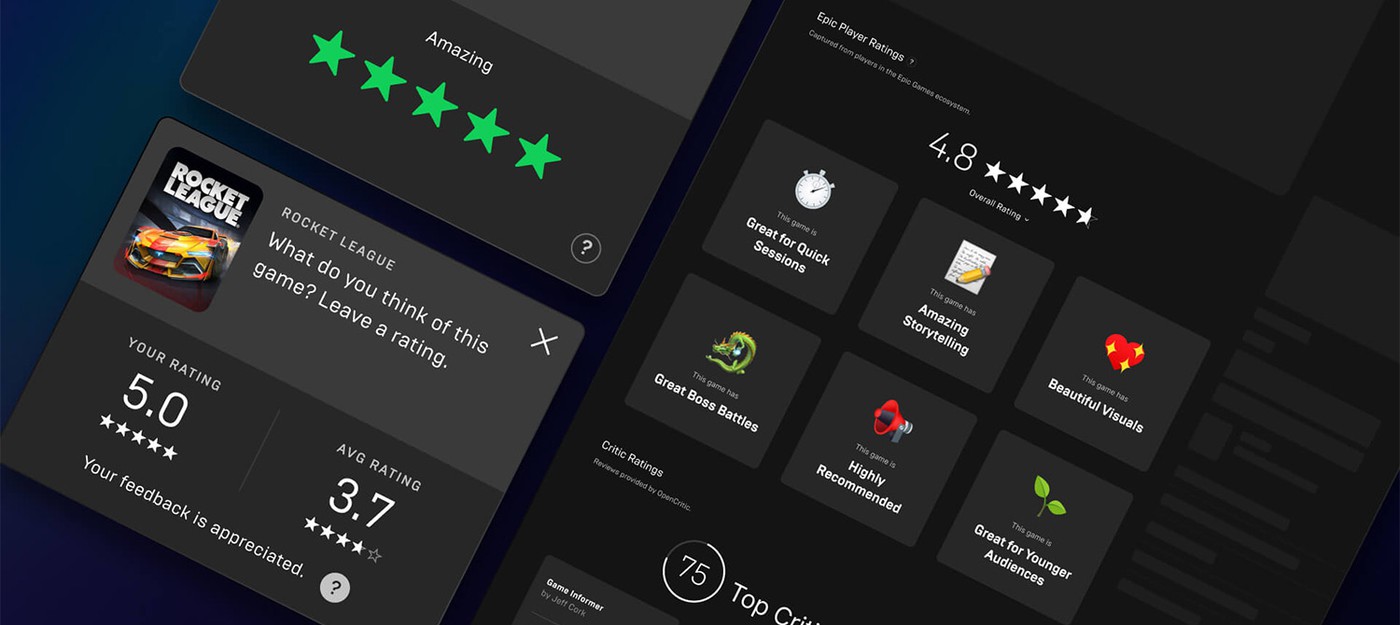 Amazing
?
ROCKET
LEAGUE
ROCKET LEAGUE
What do you think of this
game? Leave a rating.
YOUR RATING
5.0
AVG RATING
3.7
Your feedback is appreciated.
?
Epic Player Ratings ?
Captured from players in the Epic Games ecosystem.
4.8
Overall Rating
This game is
Great for Quick
Sessions
This game has
Amazing
Storytelling
This game has
Beautiful Visuals
This game has
Great Boss Battles
This game is
Highly
Recommended
This game is
Great for Younger
Audiences
Critic Ratings
Reviews provided by OpenCritic.
75
Top
Game Informer
by Jeff Cork